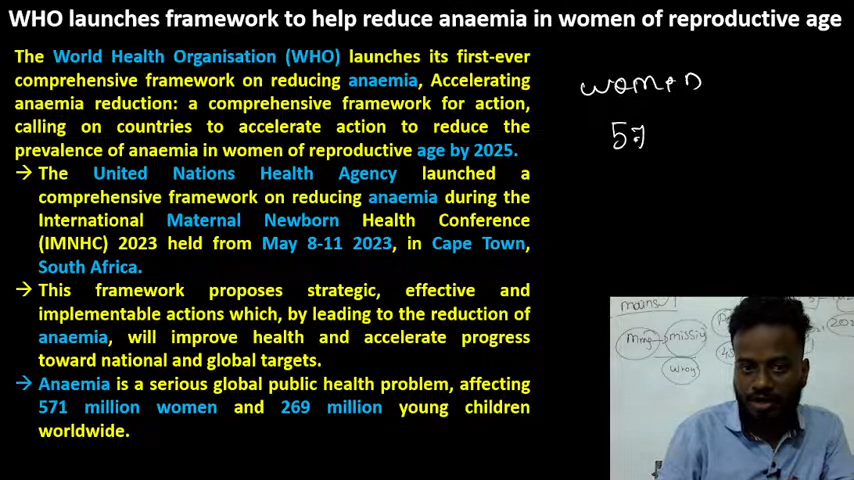 WHO launches framework to help reduce anaemia in women of reproductive age
The World Health Organisation (WHO) launches its first-ever
comprehensive framework on reducing anaemia, Accelerating
anaemia reduction: a comprehensive framework for action,
calling on countries to accelerate action to reduce the
prevalence of anaemia in women of reproductive age by 2025.
→ The United Nations Health Agency launched a
comprehensive framework on reducing anaemia during the
International Maternal Newborn Health Conference
(IMNHC) 2023 held from May 8-11 2023, in Cape Town,
South Africa.
→ This framework proposes strategic, effective and
implementable actions which, by leading to the reduction of
anaemia, will improve health and accelerate progress
toward national and global targets.
→ Anaemia is a serious global public health problem, affecting
571 million women and 269 million young children
worldwide.
women
57
mains
missiy